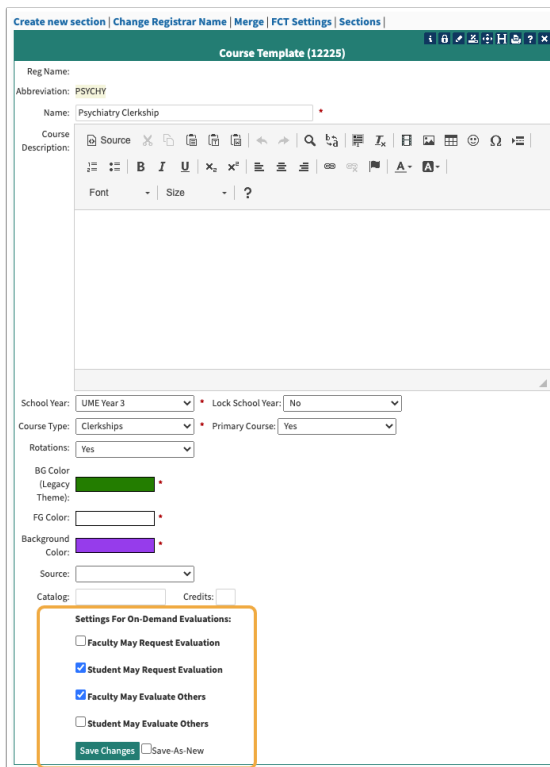 Create new section | Change Registrar Name | Merge | FCT Settings | Sections |
Course Template (12225)
Reg Name:
Abbreviation: PSYCHY
Name: Psychiatry Clerkship *
Course Description:
Source
Font Size ?
School Year: UME Year 3 * Lock School Year: No
Course Type: Clerkships * Primary Course: Yes
Rotations: Yes
BG Color
(Legacy
Theme): *
FG Color: *
Background
Color: *
Source:
Catalog: Credits:
Settings For On-Demand Evaluations:
Faculty May Request Evaluation
Student May Request Evaluation
Faculty May Evaluate Others
Student May Evaluate Others
Save Changes Save-As-New